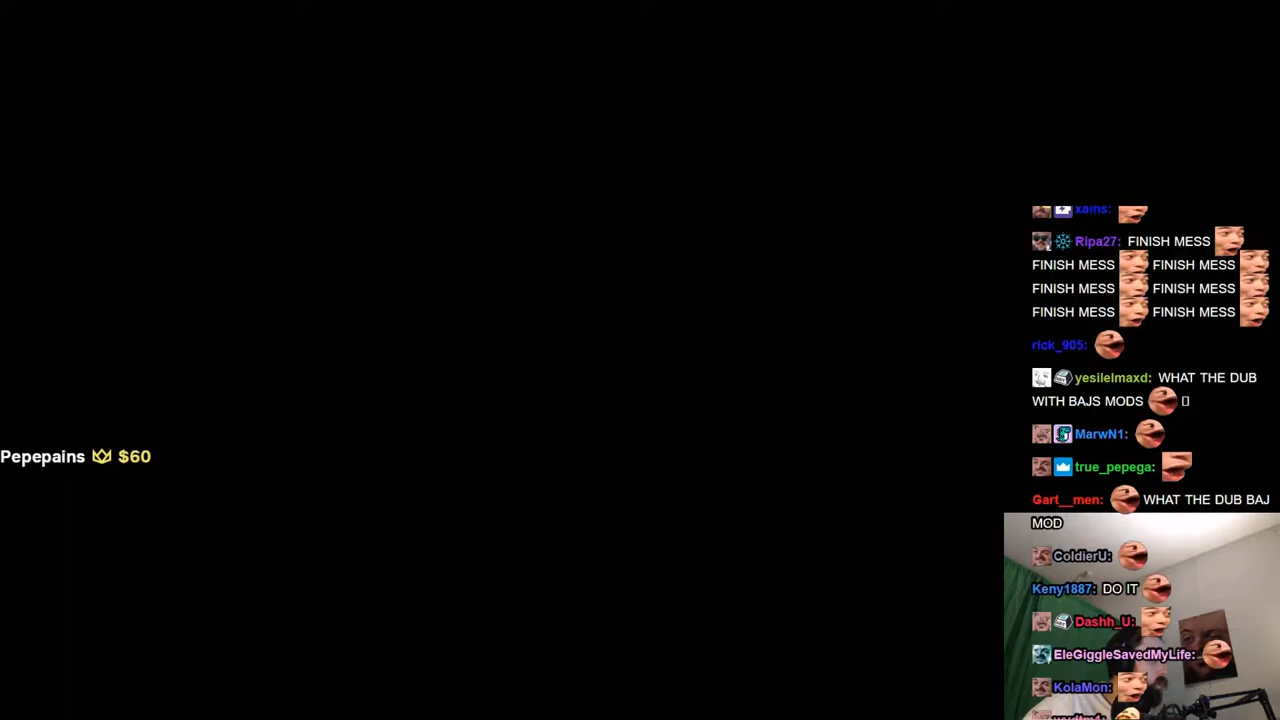 xains:
Ripa27: FINISH MESS
FINISH MESS FINISH MESS
FINISH MESS FINISH MESS
FINISH MESS FINISH MESS
rick_905:
yesilelmaxd: WHAT THE DUB
WITH BAJS MODS
MarwN1:
Pepepains $60
true_pepega:
Gart__men: WHAT THE DUB BAJ
MOD
ColdierU:
Keny1887: DO IT
Dashh_U:
EleGiggleSavedMyLife:
KolaMon: